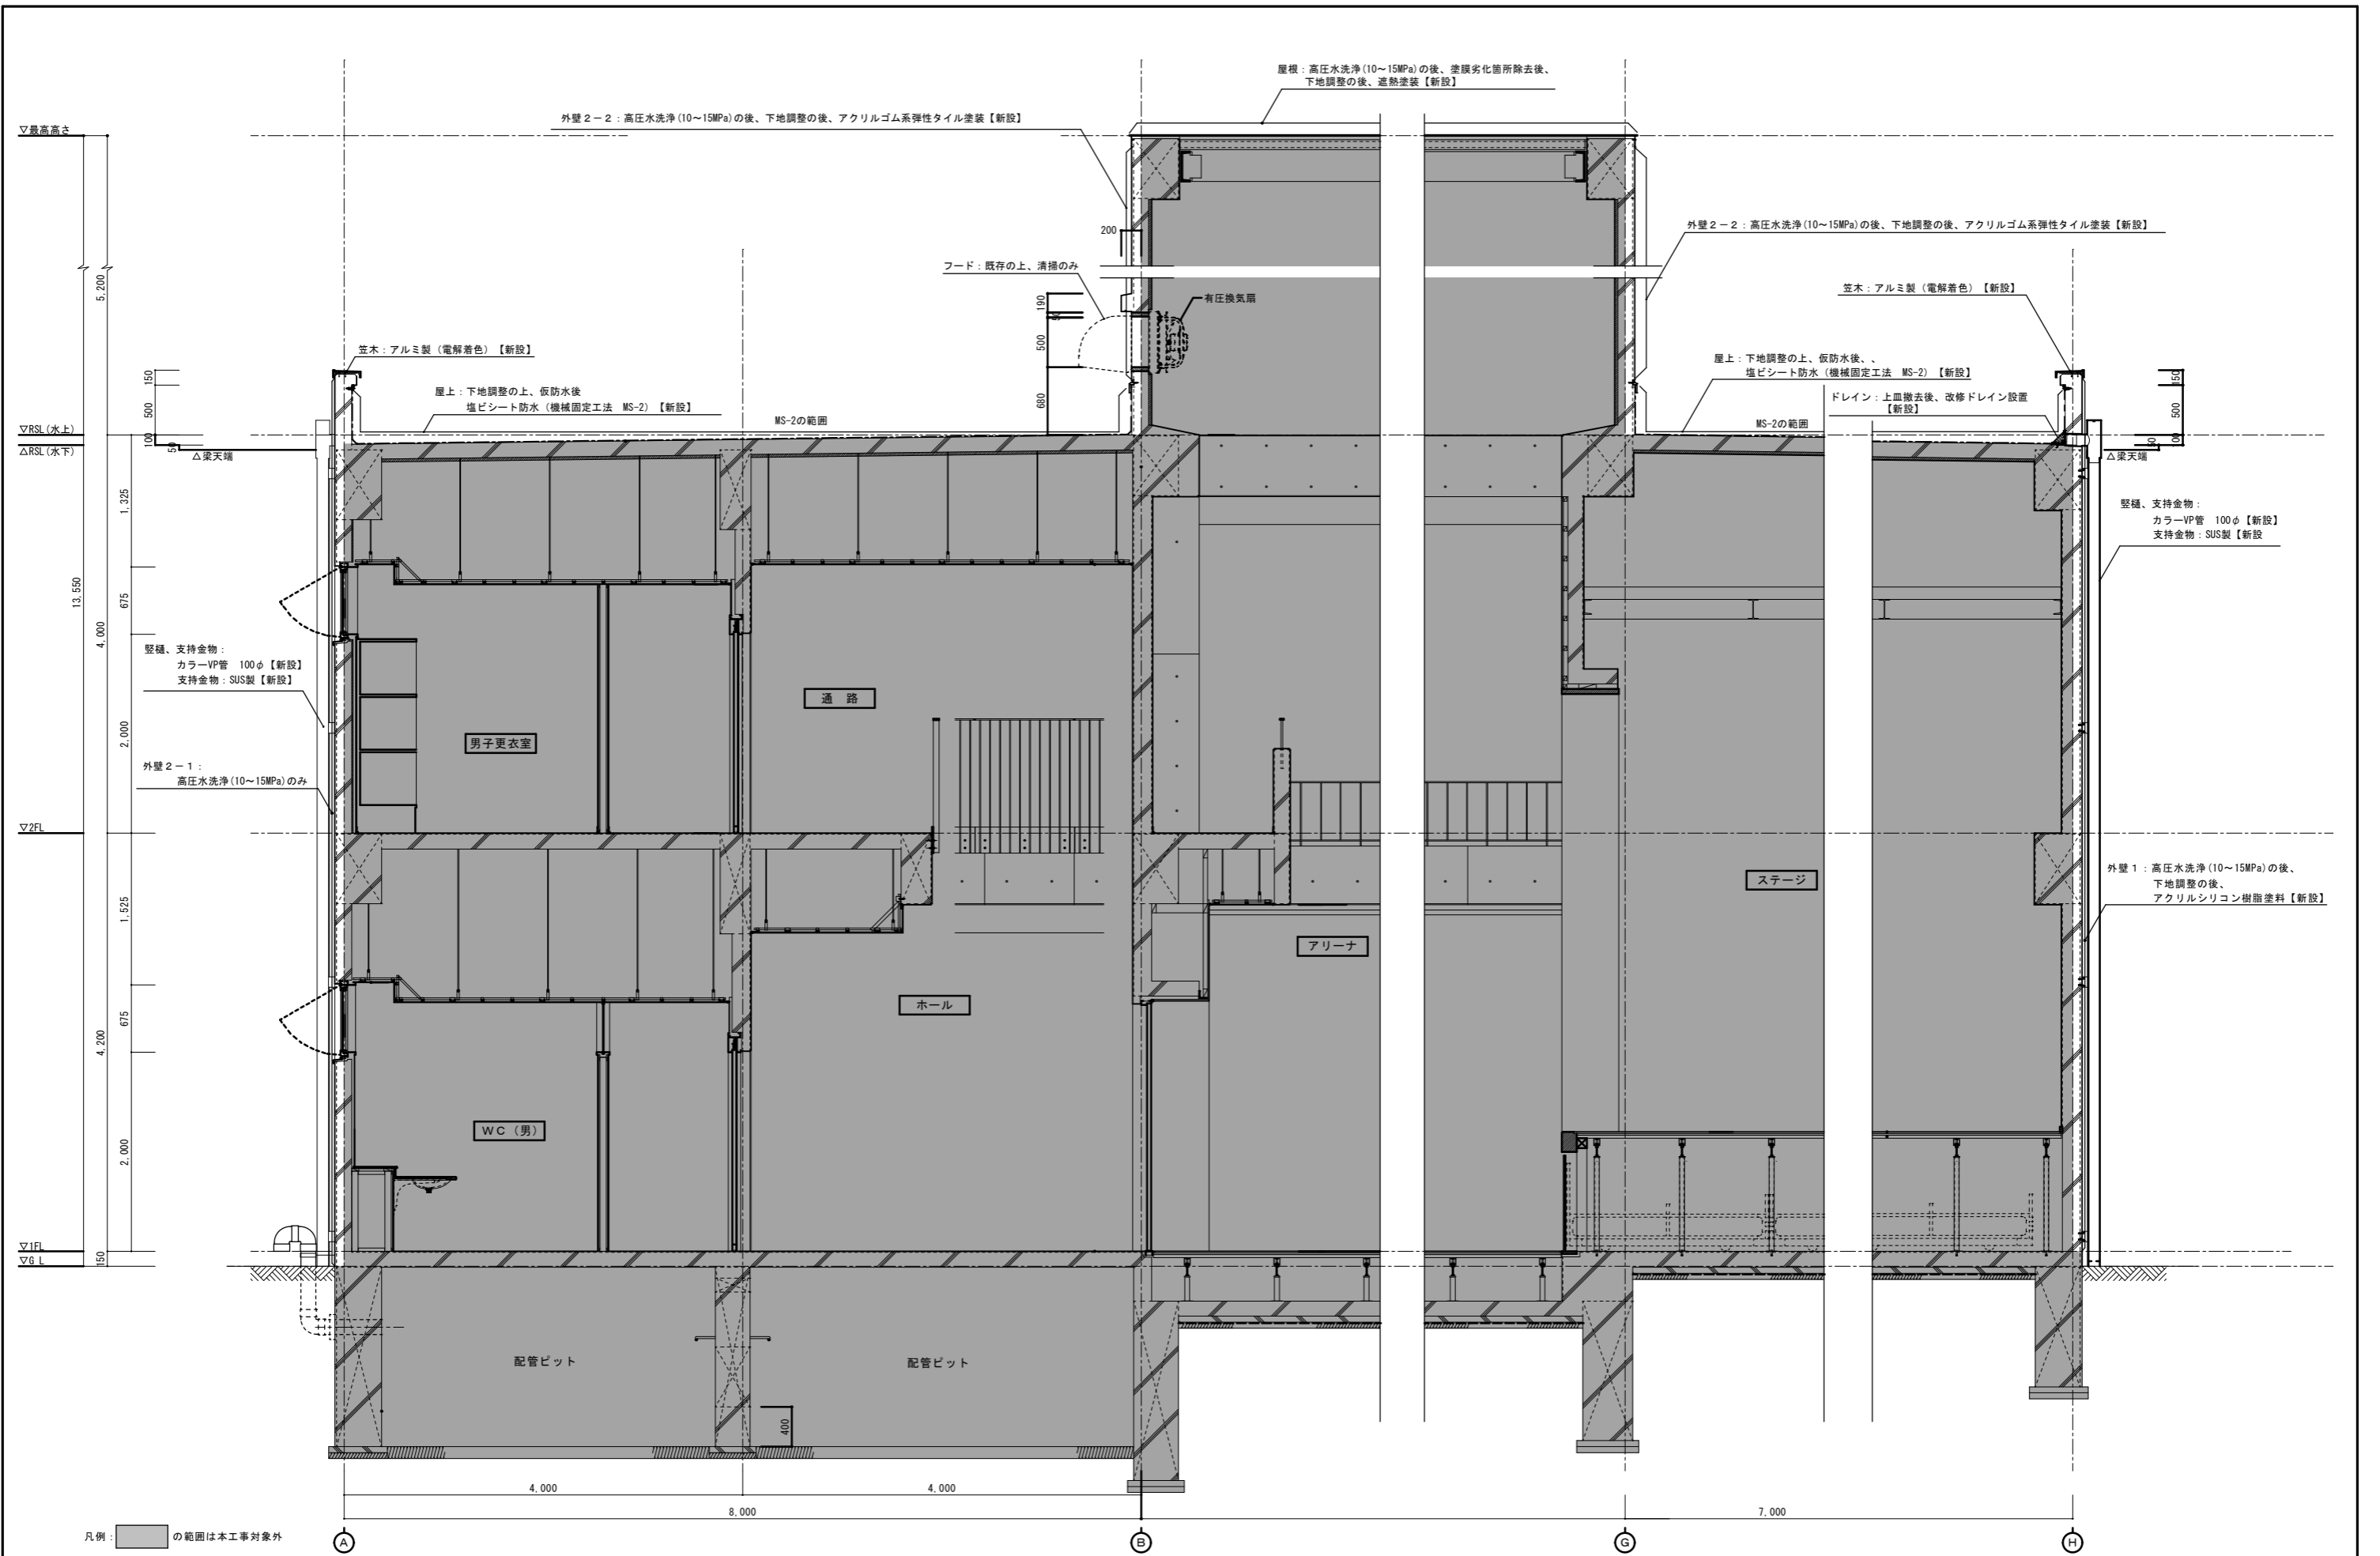 屋根：高圧水洗浄(10～15MPa)の後、塗膜劣化箇所除去後、
下地調整の後、遮熱塗装【新設】
外壁２－２：高圧水洗浄(10～15MPa)の後、下地調整の後、アクリルゴム系弾性タイル塗装【新設】
▽最高高さ
外壁２－２：高圧水洗浄(10～15MPa)の後、下地調整の後、アクリルゴム系弾性タイル塗装【新設】
200
フード：既存の上、清掃のみ
有圧換気扇
笠木：アルミ製（電解着色）【新設】
5,200
190
50
500
680
笠木：アルミ製（電解着色）【新設】
屋上：下地調整の上、仮防水後、、
塩ビシート防水（機械固定工法　MS-2）【新設】
屋上：下地調整の上、仮防水後
塩ビシート防水（機械固定工法　MS-2）【新設】
ドレイン：上皿撤去後、改修ドレイン設置
【新設】
MS-2の範囲
MS-2の範囲
150
500
100
50
150
500
100
50
▽RSL(水上)
△RSL(水下)
△梁天端
△梁天端
1,325
竪樋、支持金物：
カラーVP管　100φ【新設】
支持金物：SUS製【新設
13,550
675
4,000
竪樋、支持金物：
カラーVP管　100φ【新設】
支持金物：SUS製【新設】
通　路
2,000
男子更衣室
外壁２－１：
高圧水洗浄(10～15MPa)のみ
▽2FL
外壁１：高圧水洗浄(10～15MPa)の後、
下地調整の後、
アクリルシリコン樹脂塗料【新設】
ステージ
1,525
アリーナ
ホール
675
4,200
ＷＣ（男）
2,000
▽1FL
▽G L
150
配管ピット
配管ピット
400
4,000
4,000
8,000
7,000
凡例：
の範囲は本工事対象外
A
B
G
H